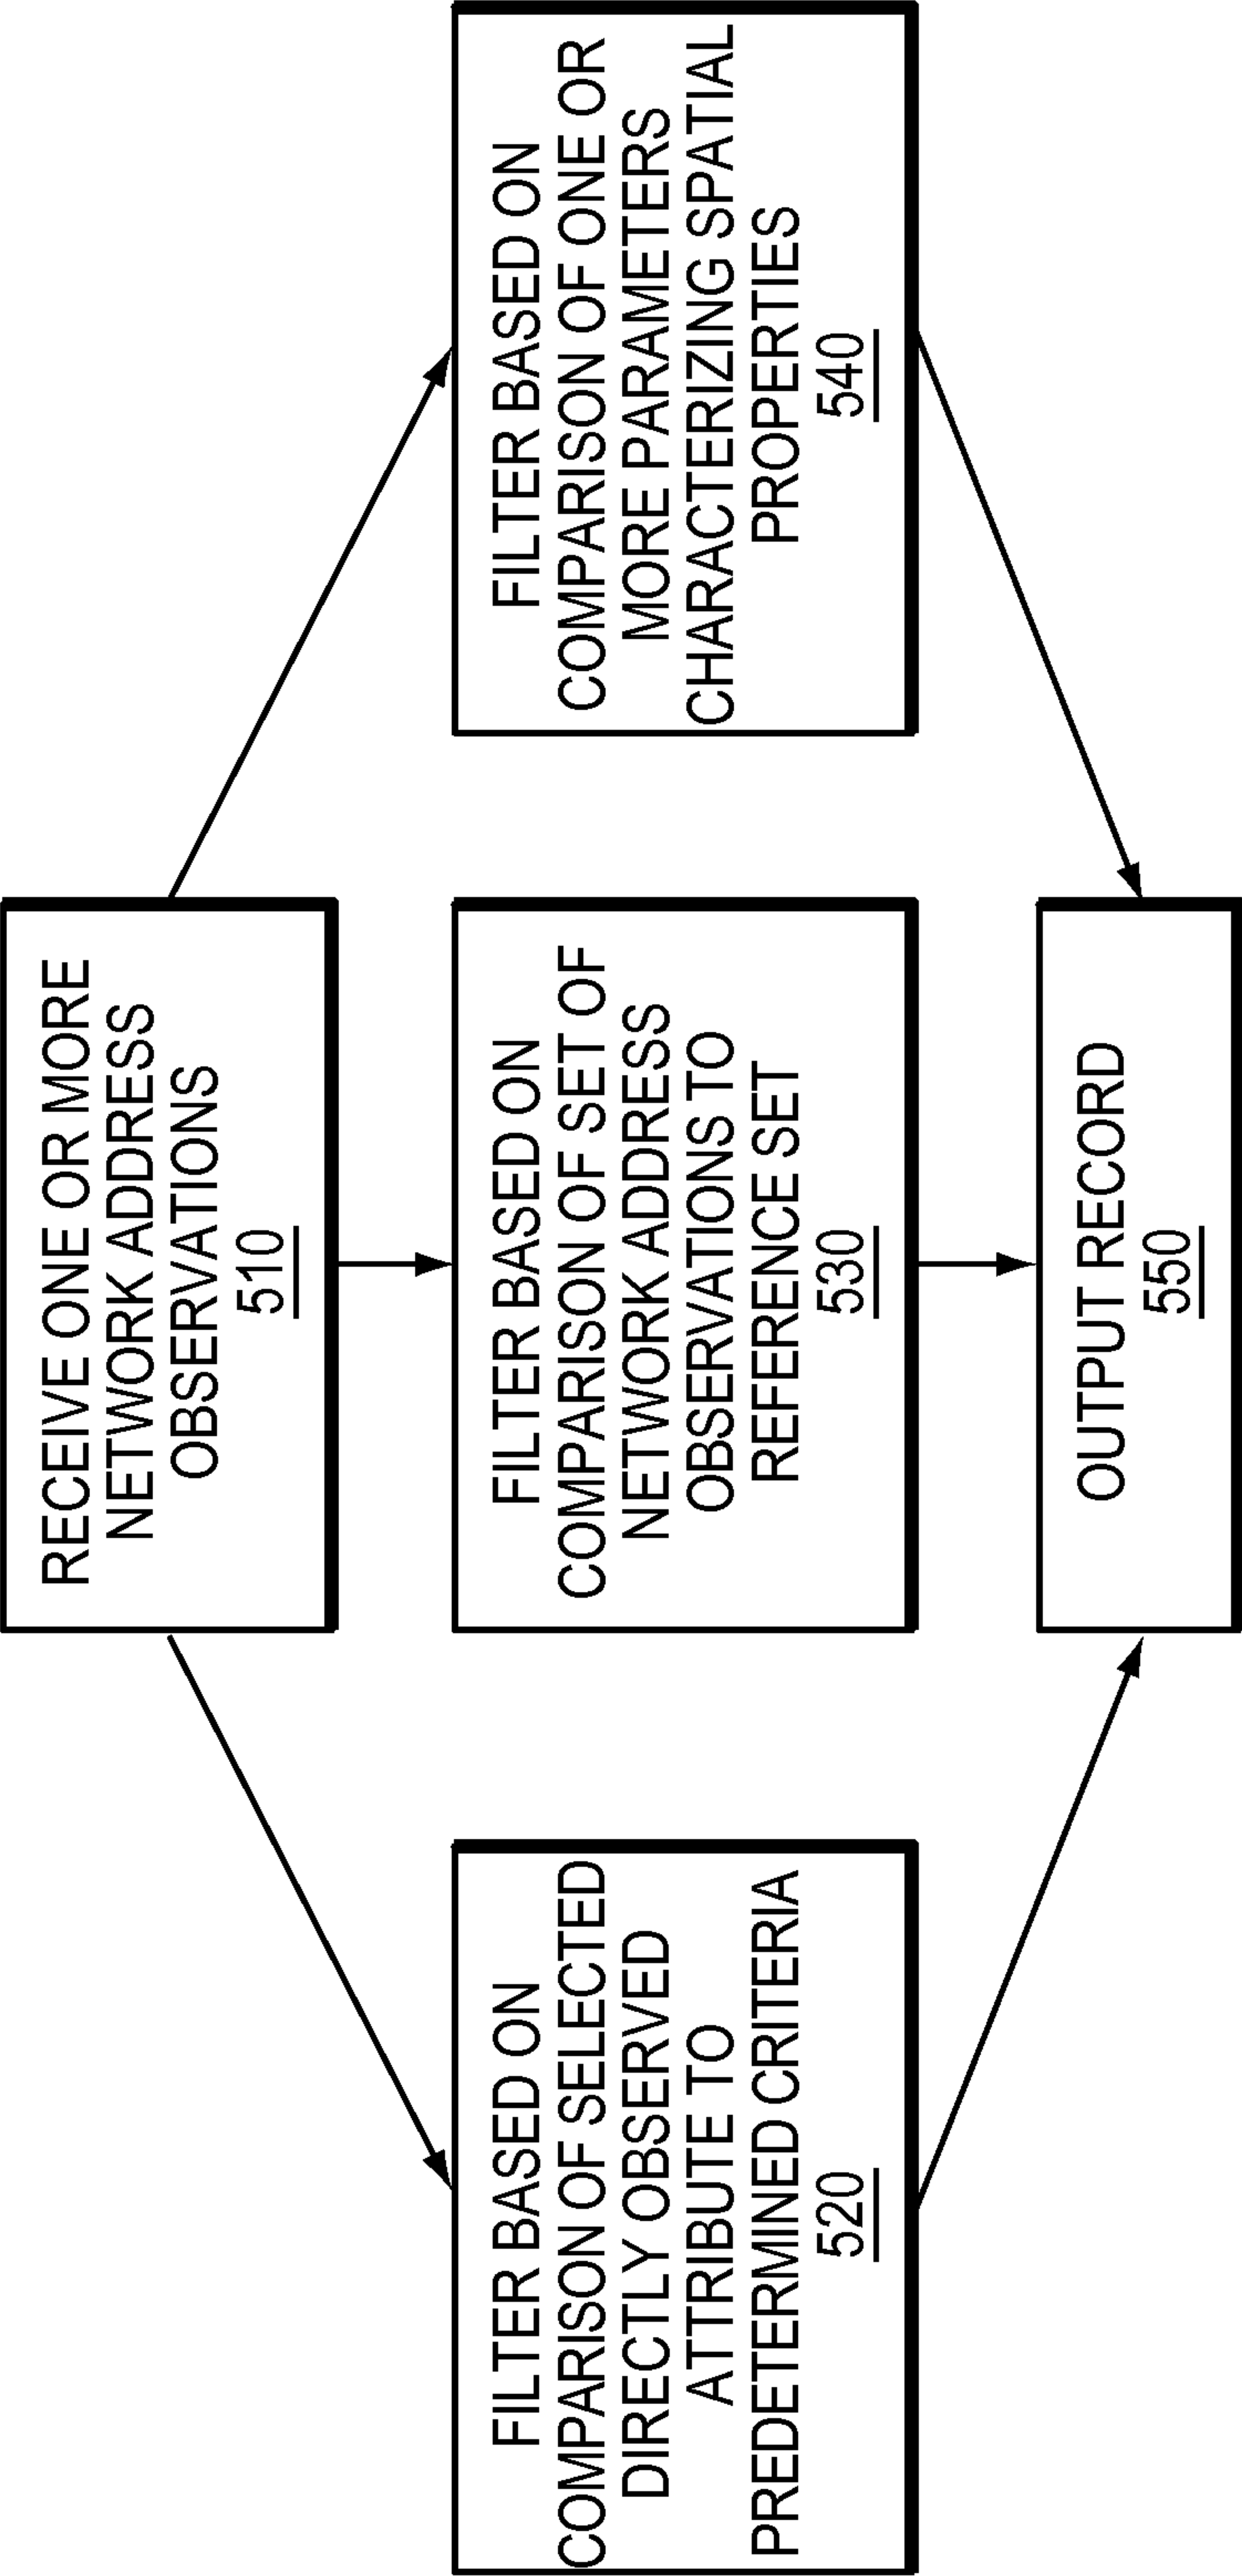 RECEIVE ONE OR MORE
NETWORK ADDRESS
OBSERVATIONS
510
FILTER BASED ON
COMPARISON OF SELECTED
DIRECTLY OBSERVED
ATTRIBUTE TO
PREDETERMINED CRITERIA
520
FILTER BASED ON
COMPARISON OF SET OF
NETWORK ADDRESS
OBSERVATIONS TO
REFERENCE SET
530
FILTER BASED ON
COMPARISON OF ONE OR
MORE PARAMETERS
CHARACTERIZING SPATIAL
PROPERTIES
540
OUTPUT RECORD
550